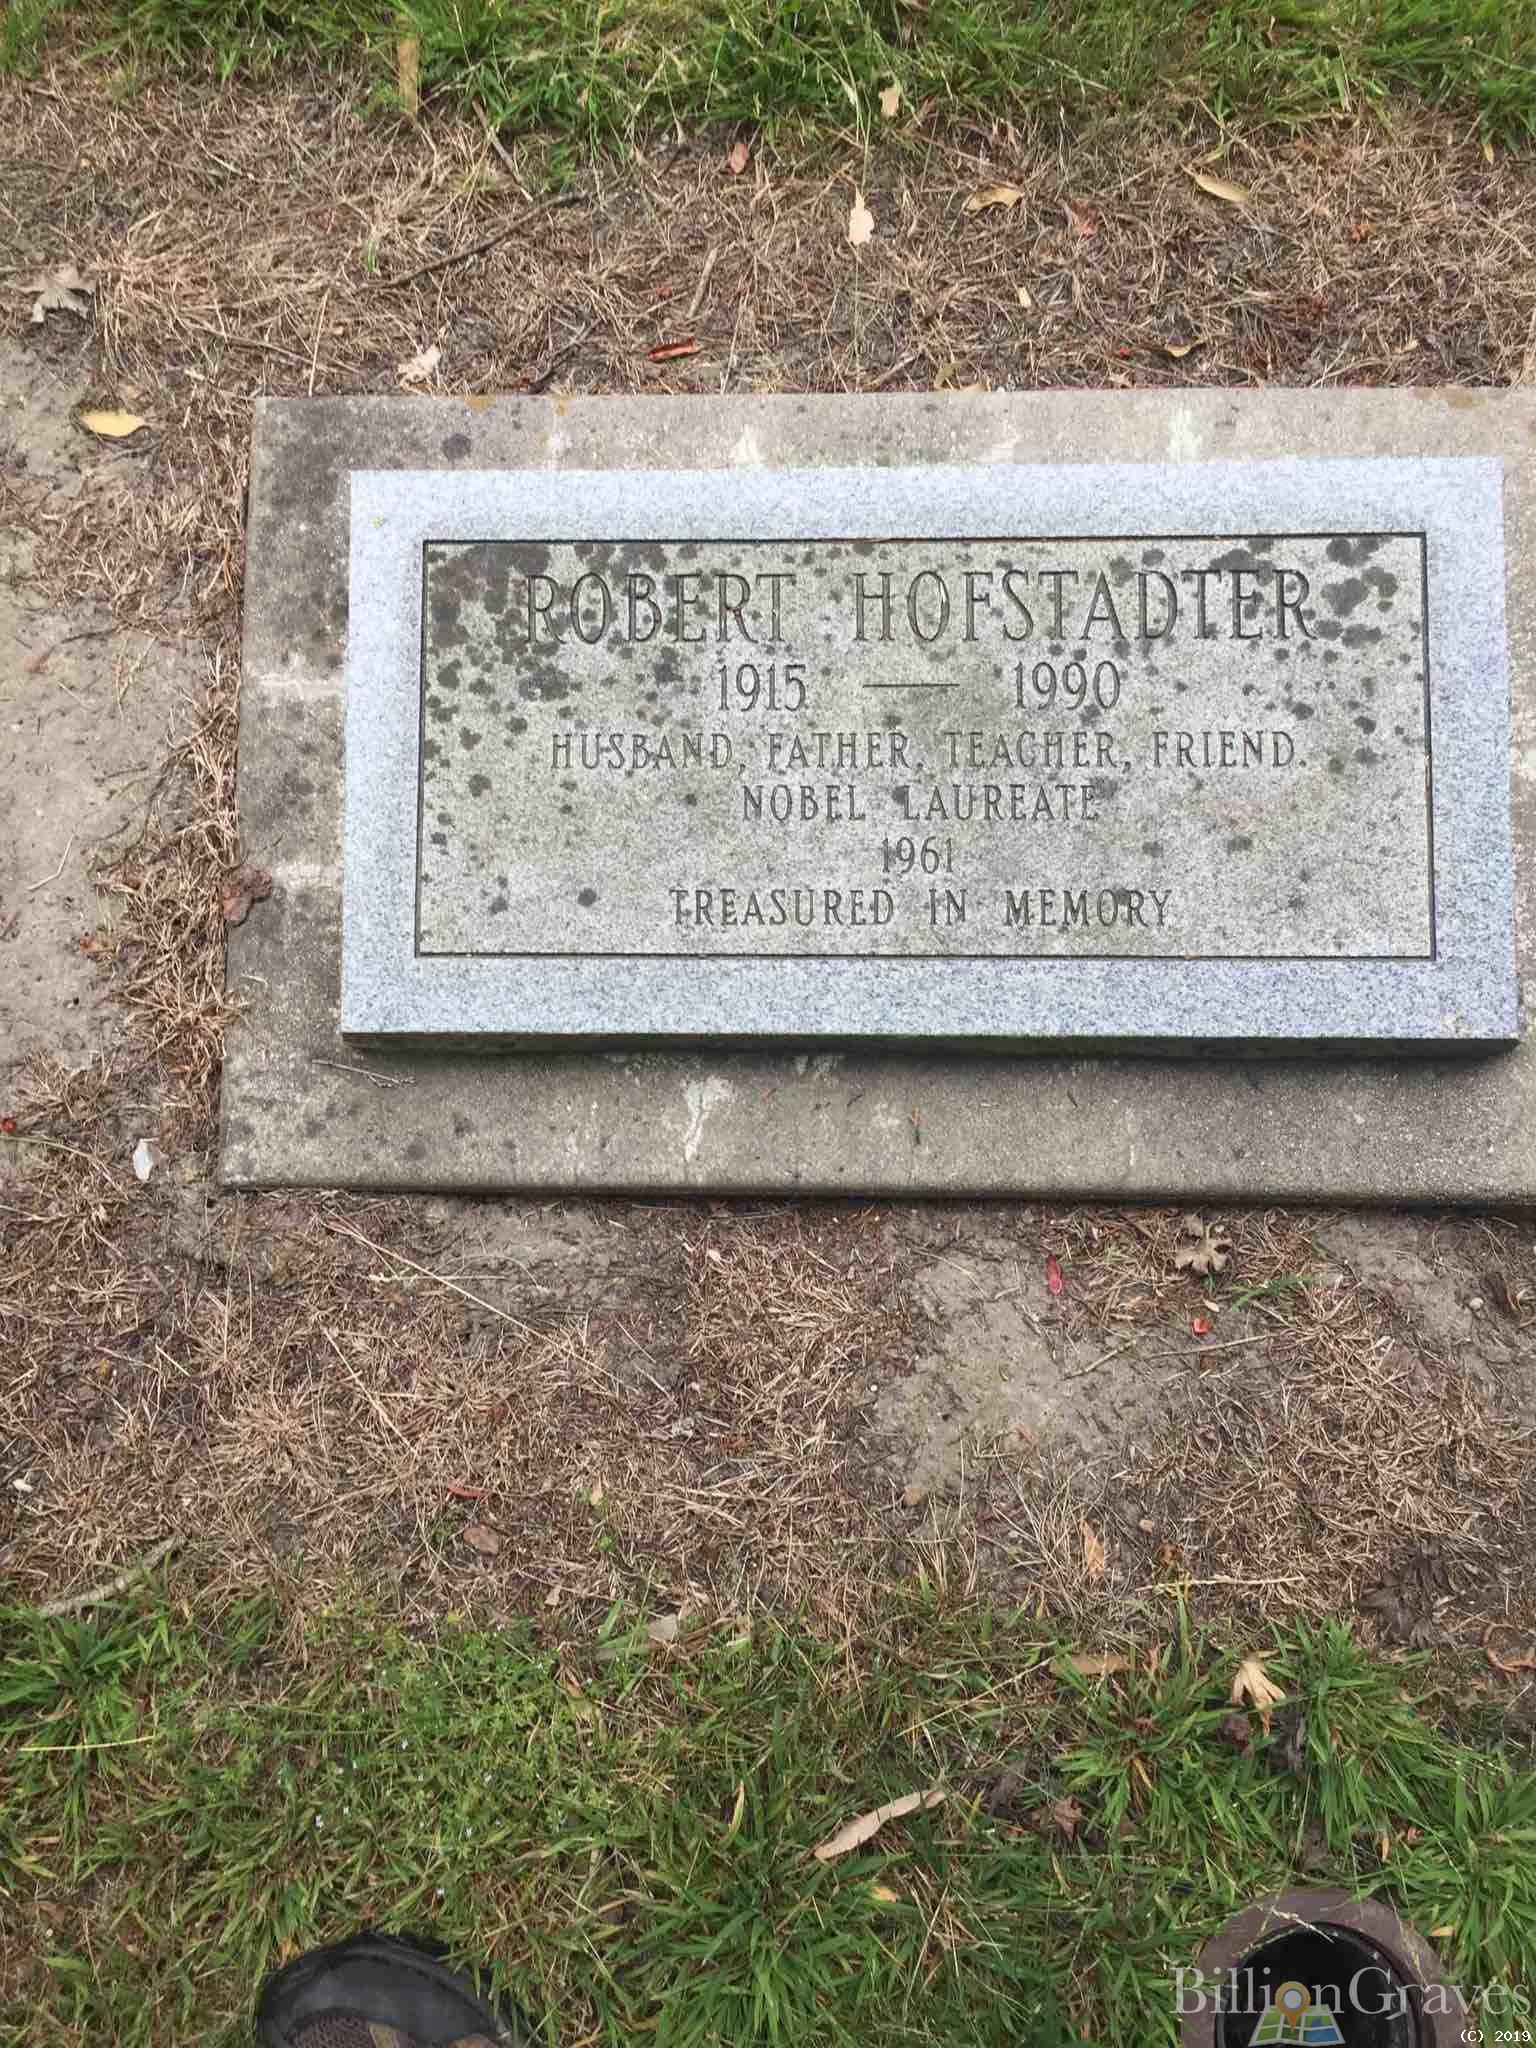 ROBERT HOFSTADTER
1915 — 1990
HUSBAND, FATHER, TEACHER, FRIEND.
NOBEL LAUREATE
1961
TREASURED IN MEMORY
BillionGraves
(C) 2019